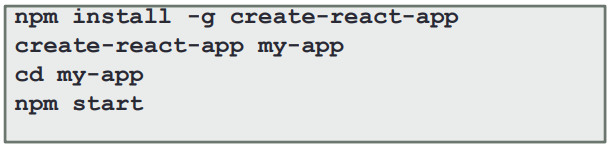 npm install -g create-react-app
create-react-app my-app
cd my-app
npm start